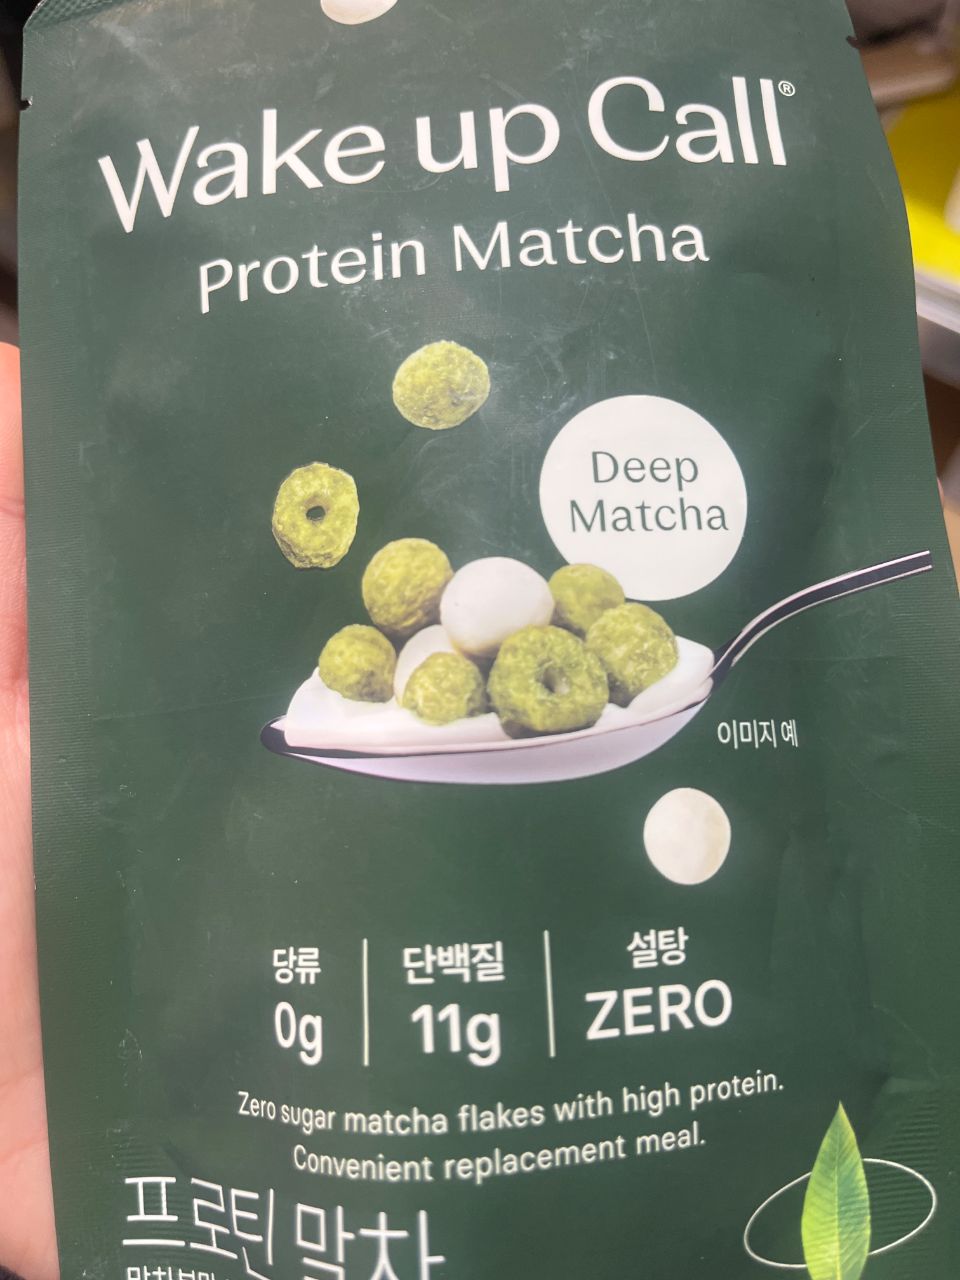 Wake up Call®
Protein Matcha
Deep
Matcha
이미지 예
당류
0g
단백질
11g
설탕
ZERO
Zero sugar matcha flakes with high protein.
Convenient replacement meal.
프로틴 말차